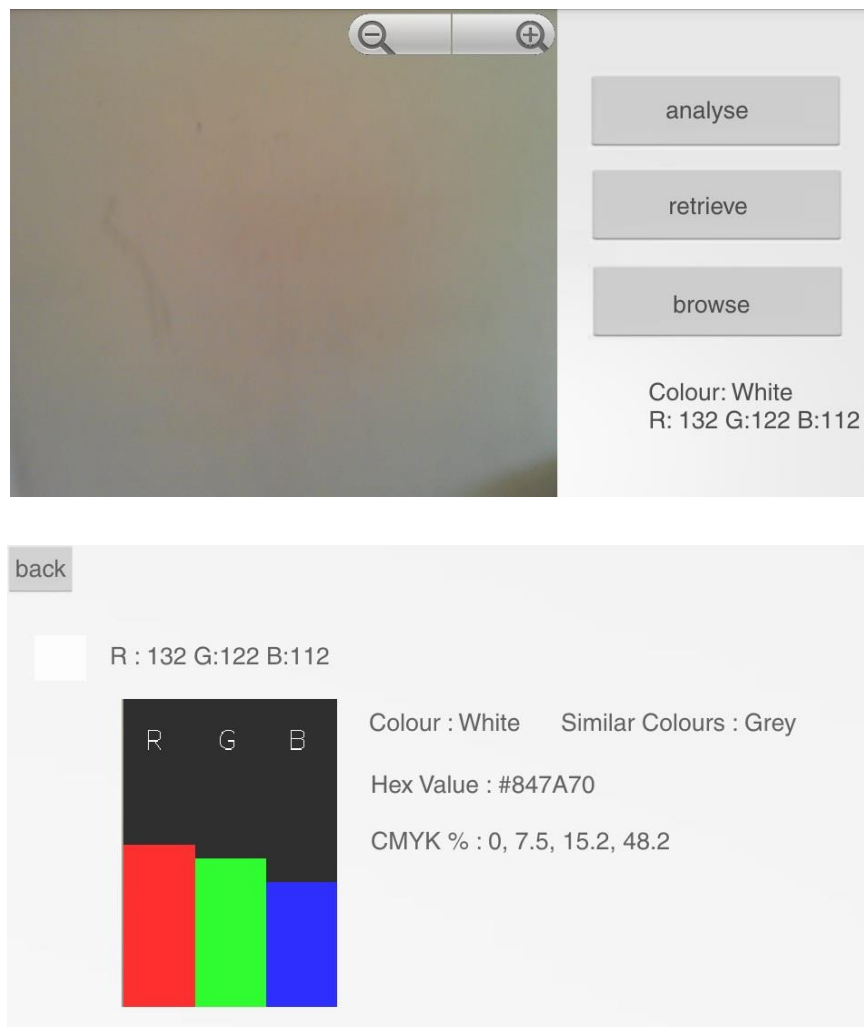 analyse
retrieve
browse
Colour: White
R: 132 G:122 B:112
back
R : 132 G:122 B:112
R G B
Colour : White Similar Colours : Grey
Hex Value : #847A70
CMYK % : 0, 7.5, 15.2, 48.2